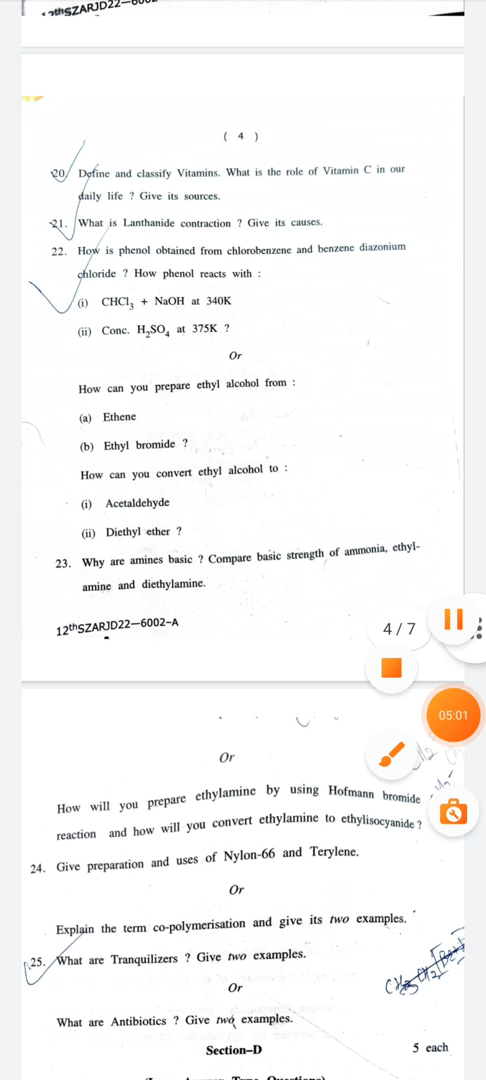 12thSZARJD22—6002
( 4 )
20. Define and classify Vitamins. What is the role of Vitamin C in our
daily life ? Give its sources.
21. What is Lanthanide contraction ? Give its causes.
22. How is phenol obtained from chlorobenzene and benzene diazonium
chloride ? How phenol reacts with :
(i) CHCl3 + NaOH at 340K
(ii) Conc. H2SO4 at 375K ?
Or
How can you prepare ethyl alcohol from :
(a) Ethene
(b) Ethyl bromide ?
How can you convert ethyl alcohol to :
(i) Acetaldehyde
(ii) Diethyl ether ?
23. Why are amines basic ? Compare basic strength of ammonia, ethyl-
amine and diethylamine.
12thSZARJD22—6002-A
4 / 7
05:01
Or
How will you prepare ethylamine by using Hofmann bromide
reaction and how will you convert ethylamine to ethylisocyanide ?
24. Give preparation and uses of Nylon-66 and Terylene.
Or
Explain the term co-polymerisation and give its two examples.
25. What are Tranquilizers ? Give two examples.
Or
What are Antibiotics ? Give two examples.
Section–D 5 each